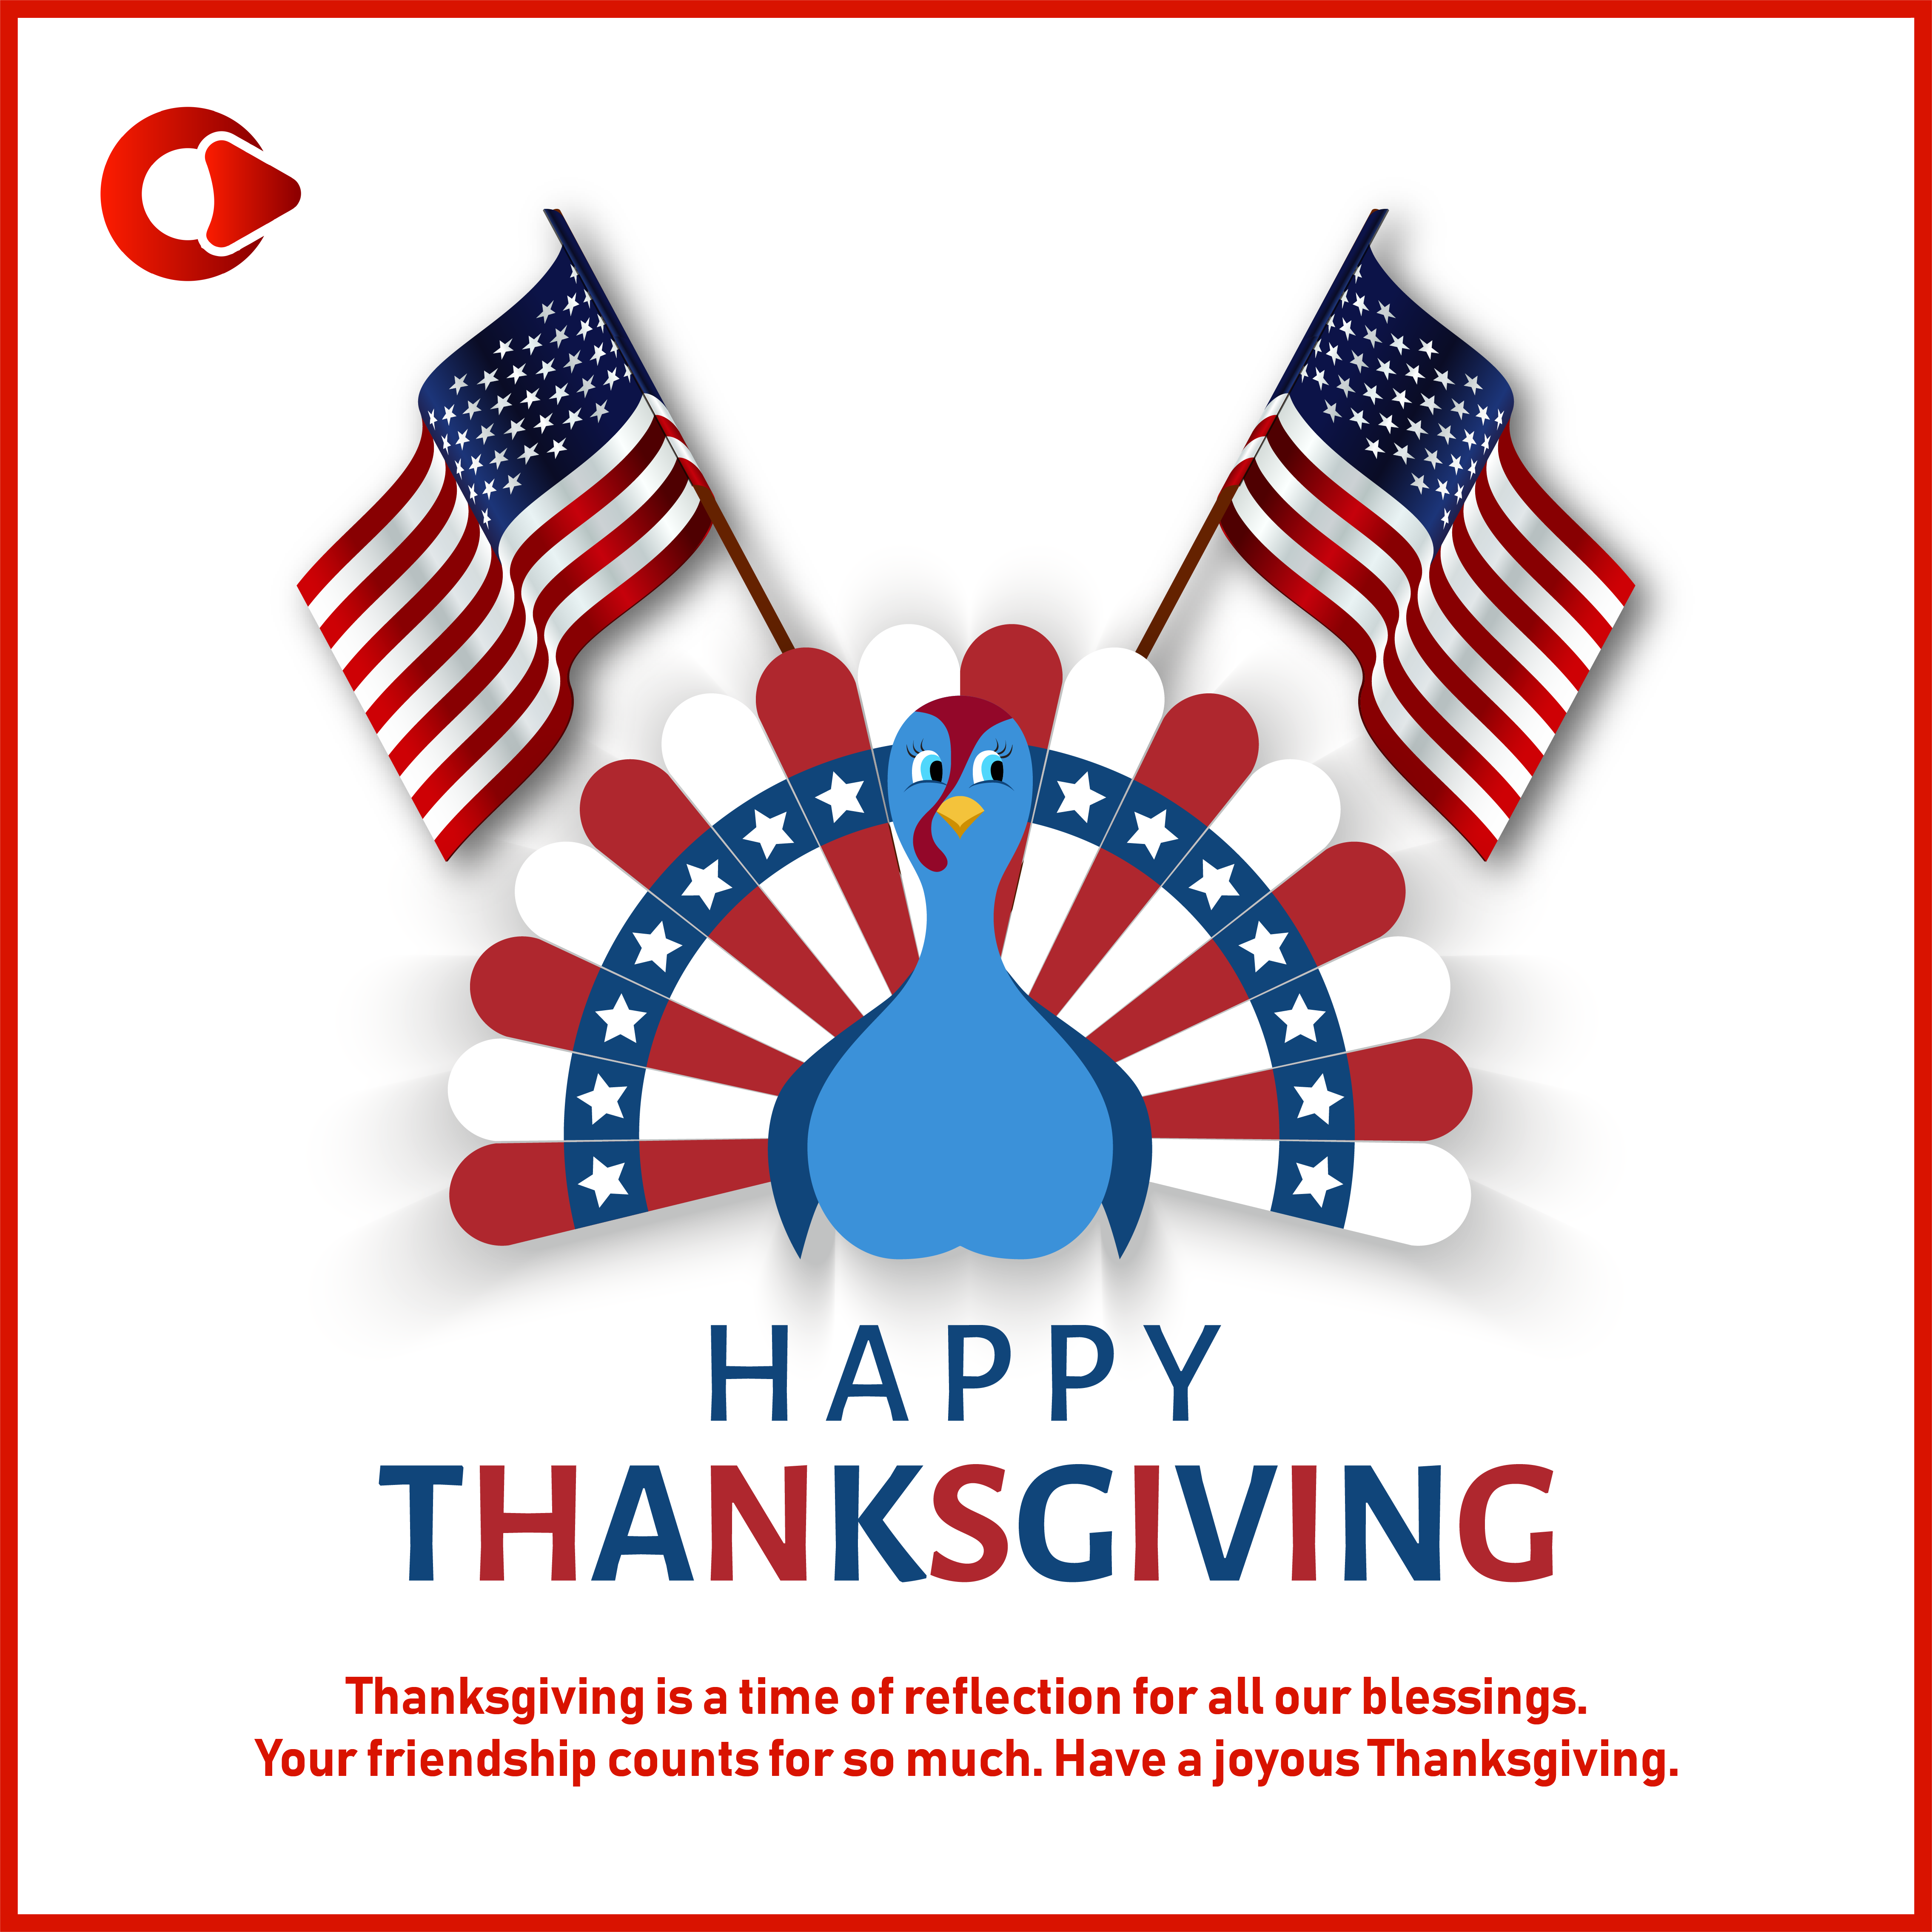 HAPPY
THANKSGIVING
Thanksgiving is a time of reflection for all our blessings.
Your friendship counts for so much. Have a joyous Thanksgiving.